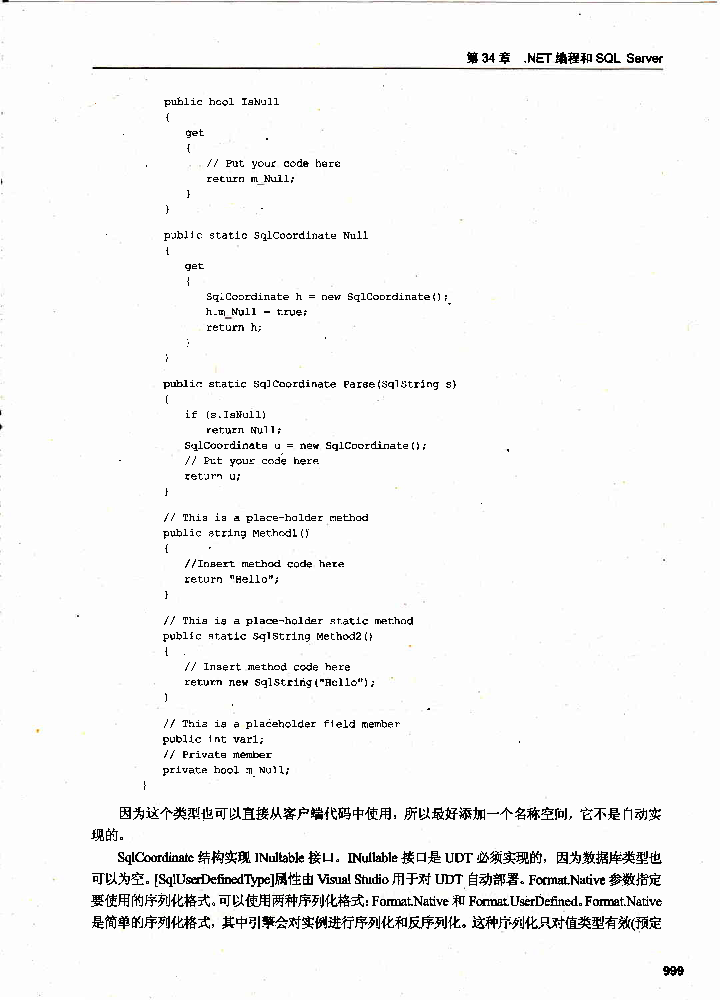 第 34 章 .NET 编程和 SQL Server
public bool IsNull
{
get
{
// Put your code here
return m_Null;
}
}
public static SqlCoordinate Null
{
get
{
SqlCoordinate h = new SqlCoordinate();
h.m_Null = true;
return h;
}
}
public static SqlCoordinate Parse(SqlString s)
{
if (s.IsNull)
return Null;
SqlCoordinate u = new SqlCoordinate();
// Put your code here
return u;
}
// This is a place-holder method
public string Method1()
{
//Insert method code here
return "Hello";
}
// This is a place-holder static method
public static SqlString Method2()
{
// Insert method code here
return new SqlString("Hello");
}
// This is a placeholder field member
public int var1;
// Private member
private bool m_Null;
}
因为这个类型也可以直接从客户端代码中使用，所以最好添加一个名称空间，它不是自动实
现的。
SqlCoordinate 结构实现 INullable 接口。INullable 接口是 UDT 必须实现的，因为数据库类型也
可以为空。[SqlUserDefinedType]属性由 Visual Studio 用于对 UDT 自动部署。Format.Native 参数指定
要使用的序列化格式。可以使用两种序列化格式：Format.Native 和 Format.UserDefined。Format.Native
是简单的序列化格式，其中引擎会对实例进行序列化和反序列化。这种序列化只对值类型有效(预定
999